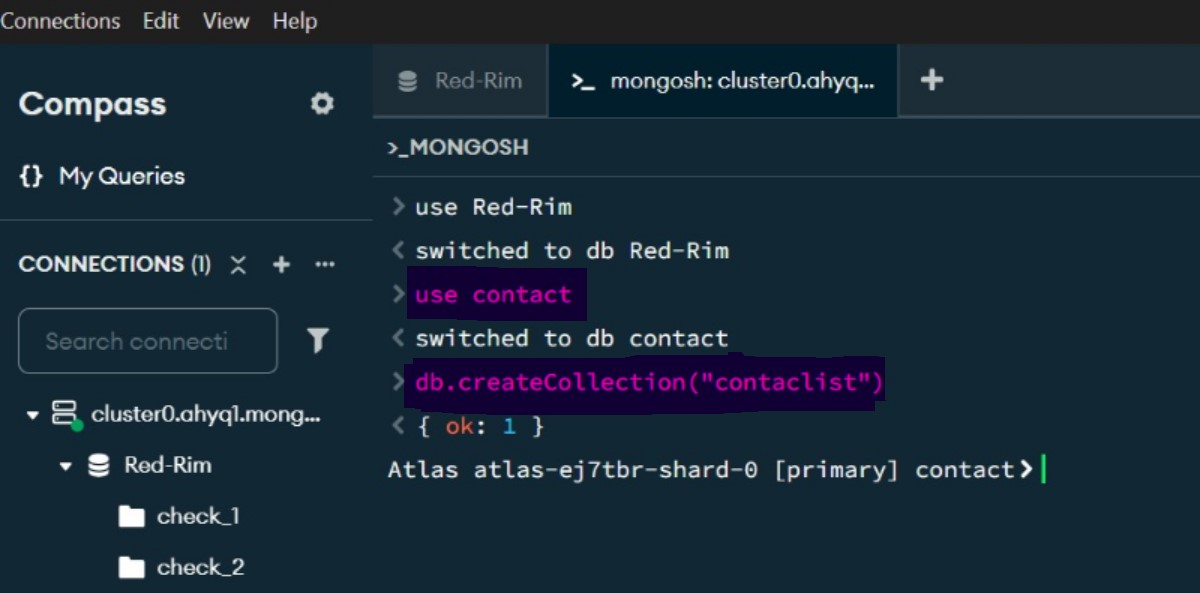 Connections Edit View Help
Compass
{} My Queries
CONNECTIONS (1) + ...
Search connecti
cluster0.ahyq1.mong...
Red-Rim
check_1
check_2
Red-Rim
>_ mongosh: cluster0.ahyq... +
>_MONGOSH
> use Red-Rim
< switched to db Red-Rim
> use contact
< switched to db contact
> db.createCollection("contaclist")
< { ok: 1 }
Atlas atlas-ej7tbr-shard-0 [primary] contact>